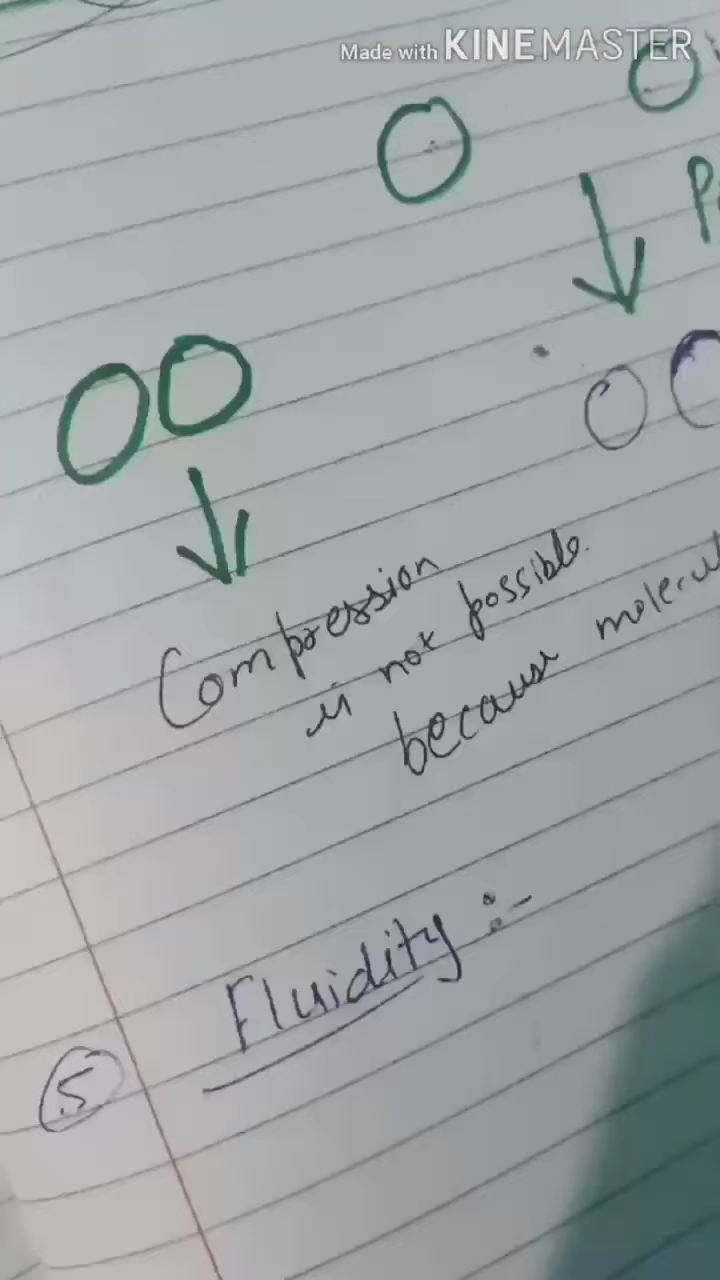 Made with KINEMASTER
Compression
is not possible.
because
Fluidity :-
5